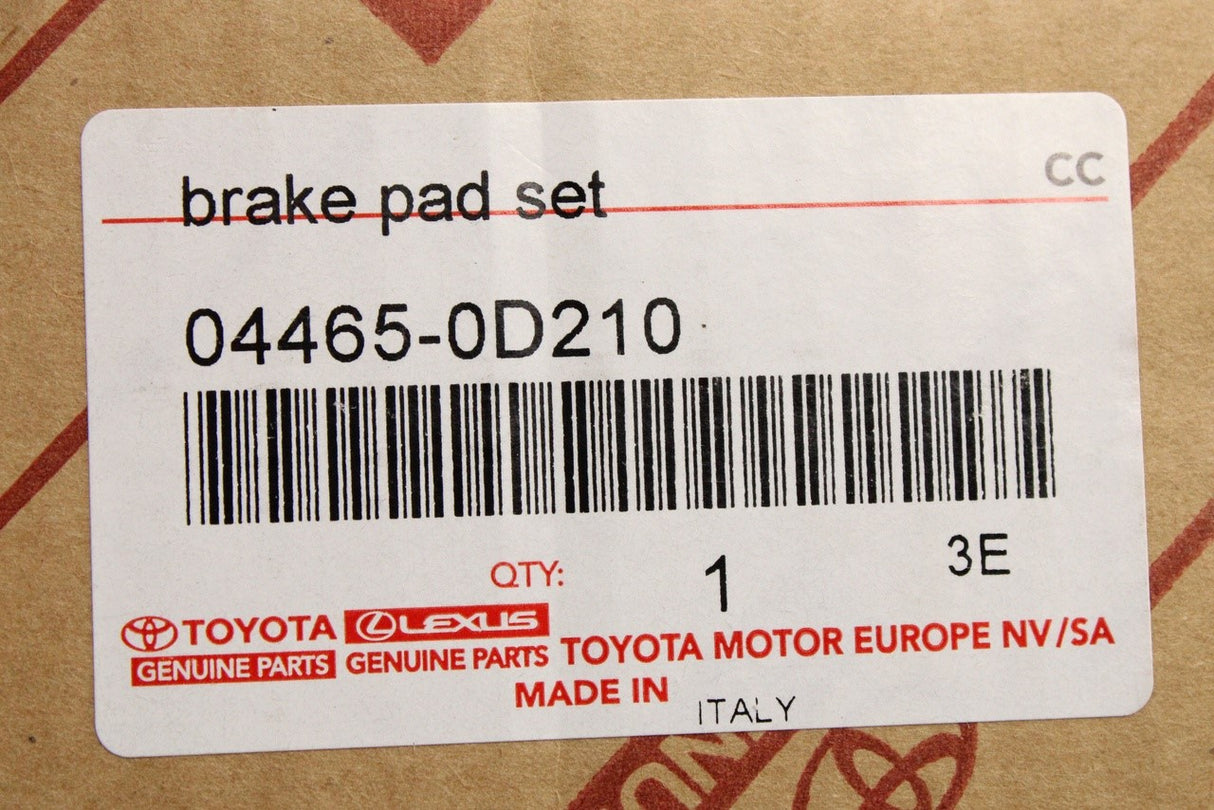 CC
brake pad set
04465-0D210
QTY: 1 3E
TOYOTA LEXUS
GENUINE PARTS GENUINE PARTS TOYOTA MOTOR EUROPE NV/SA
MADE IN ITALY